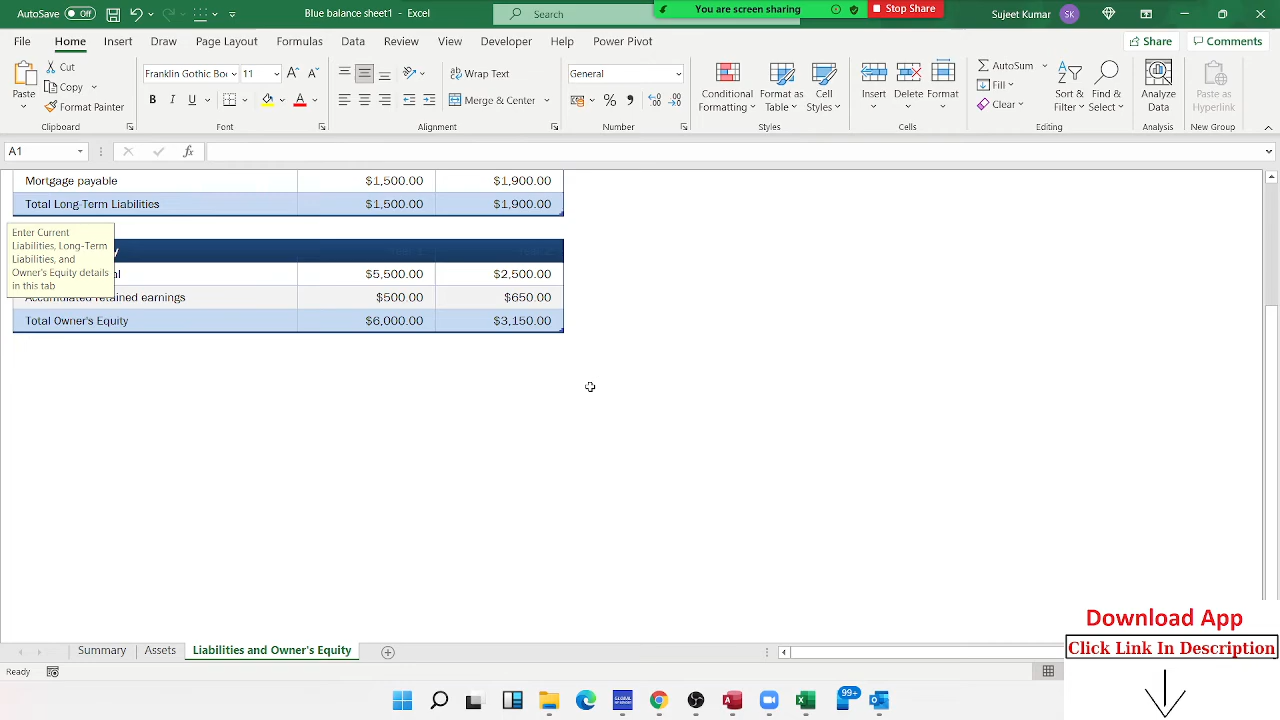 AutoSave Off Blue balance sheet1 - Excel Search You are screen sharing Stop Share Sujeet Kumar SK
File Home Insert Draw Page Layout Formulas Data Review View Developer Help Power Pivot Share Comments
Paste Cut Copy Format Painter Clipboard
Franklin Gothic Bo 11 B I U A Font
Wrap Text Merge & Center Alignment
General % Number
Conditional Formatting Format as Table Cell Styles Styles
Insert Delete Format Cells
AutoSum Fill Clear Sort & Filter Find & Select Editing
Analyze Data Analysis
Paste as Hyperlink New Group
A1 fx
Mortgage payable $1,500.00 $1,900.00
Total Long-Term Liabilities $1,500.00 $1,900.00
Enter Current
Liabilities, Long-Term
Liabilities, and
Owner's Equity details
in this tab
y
al $5,500.00 $2,500.00
Accumulated retained earnings $500.00 $650.00
Total Owner's Equity $6,000.00 $3,150.00
Download App
Click Link In Description
Summary Assets Liabilities and Owner's Equity
Ready
99+